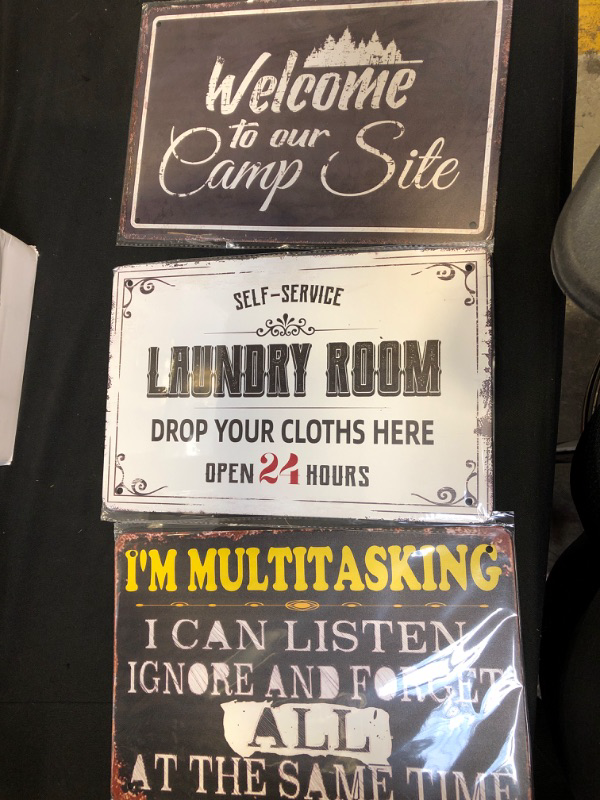 Welcome
to our
Camp Site
SELF-SERVICE
LAUNDRY ROOM
DROP YOUR CLOTHS HERE
OPEN 24 HOURS
I'M MULTITASKING
I CAN LISTEN
IGNORE AND FORGET
ALL
AT THE SAME TIME